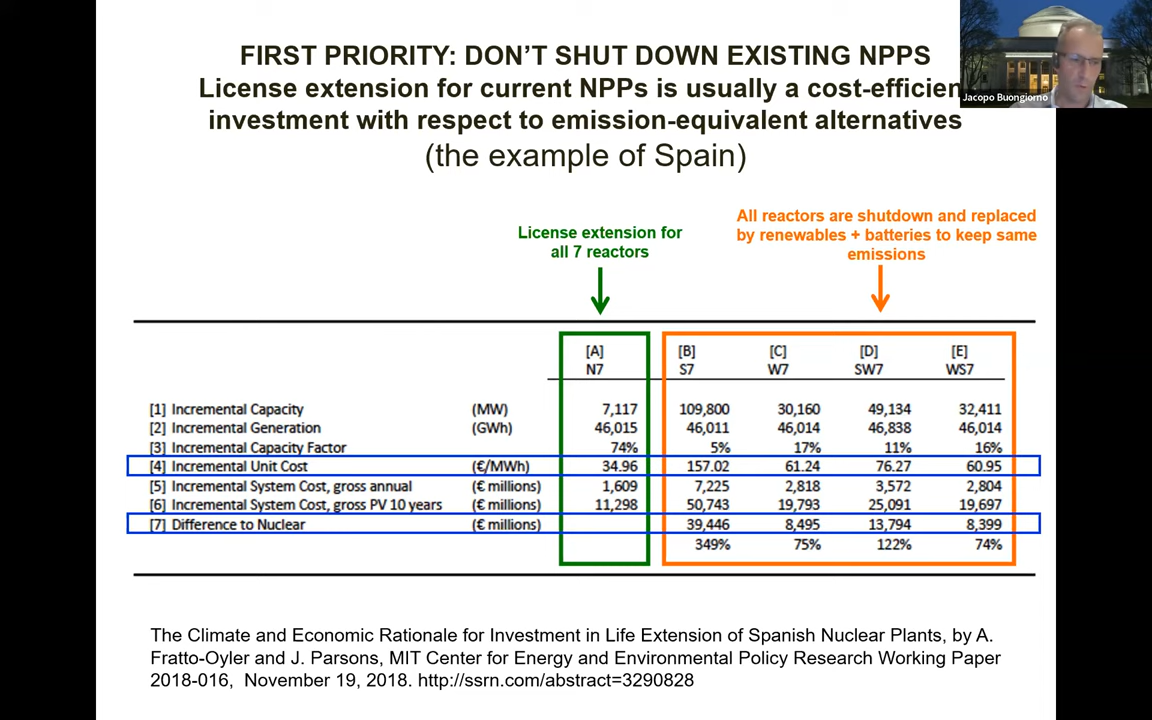 FIRST PRIORITY: DON'T SHUT DOWN EXISTING NPPS
License extension for current NPPs is usually a cost-efficien
investment with respect to emission-equivalent alternatives
(the example of Spain)
Jacopo Buongiorno
License extension for
all 7 reactors
All reactors are shutdown and replaced
by renewables + batteries to keep same
emissions
[A] [B] [C] [D] [E]
N7 S7 W7 SW7 WS7
[1] Incremental Capacity (MW) 7,117 109,800 30,160 49,134 32,411
[2] Incremental Generation (GWh) 46,015 46,011 46,014 46,838 46,014
[3] Incremental Capacity Factor 74% 5% 17% 11% 16%
[4] Incremental Unit Cost (€/MWh) 34.96 157.02 61.24 76.27 60.95
[5] Incremental System Cost, gross annual (€ millions) 1,609 7,225 2,818 3,572 2,804
[6] Incremental System Cost, gross PV 10 years (€ millions) 11,298 50,743 19,793 25,091 19,697
[7] Difference to Nuclear (€ millions) 39,446 8,495 13,794 8,399
349% 75% 122% 74%
The Climate and Economic Rationale for Investment in Life Extension of Spanish Nuclear Plants, by A.
Fratto-Oyler and J. Parsons, MIT Center for Energy and Environmental Policy Research Working Paper
2018-016, November 19, 2018. http://ssrn.com/abstract=3290828